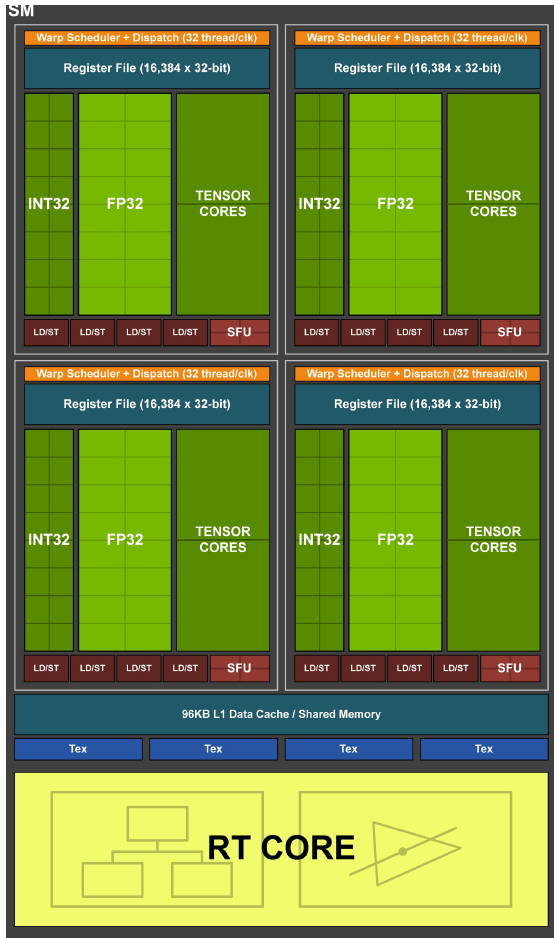 SM
Warp Scheduler + Dispatch (32 thread/clk)
Register File (16,384 x 32-bit)
INT32
FP32
TENSOR
CORES
LD/ST
LD/ST
LD/ST
LD/ST
SFU
Warp Scheduler + Dispatch (32 thread/clk)
Register File (16,384 x 32-bit)
INT32
FP32
TENSOR
CORES
LD/ST
LD/ST
LD/ST
LD/ST
SFU
Warp Scheduler + Dispatch (32 thread/clk)
Register File (16,384 x 32-bit)
INT32
FP32
TENSOR
CORES
LD/ST
LD/ST
LD/ST
LD/ST
SFU
Warp Scheduler + Dispatch (32 thread/clk)
Register File (16,384 x 32-bit)
INT32
FP32
TENSOR
CORES
LD/ST
LD/ST
LD/ST
LD/ST
SFU
96KB L1 Data Cache / Shared Memory
Tex
Tex
Tex
Tex
RT CORE